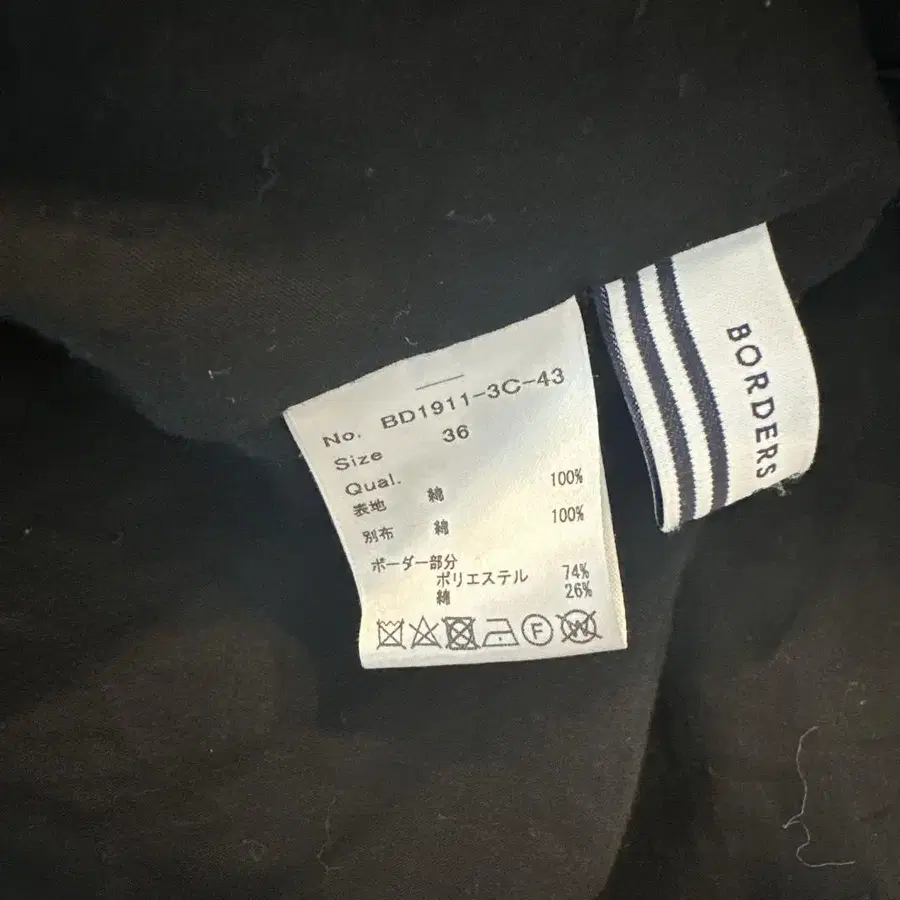 No. BD1911-3C-43
Size 36
Qual.
表地 綿 100%
別布 綿 100%
ボーダー部分
ポリエステル 74%
綿 26%
F W
BORDERS